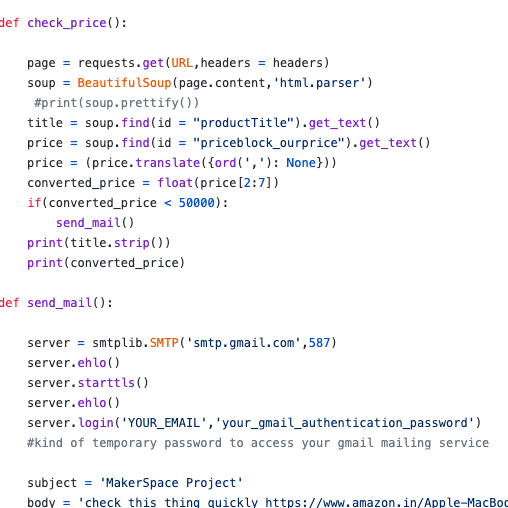 def check_price():
page = requests.get(URL,headers = headers)
soup = BeautifulSoup(page.content,'html.parser')
#print(soup.prettify())
title = soup.find(id = "productTitle").get_text()
price = soup.find(id = "priceblock_ourprice").get_text()
price = (price.translate({ord(','): None}))
converted_price = float(price[2:7])
if(converted_price < 50000):
send_mail()
print(title.strip())
print(converted_price)
def send_mail():
server = smtplib.SMTP('smtp.gmail.com',587)
server.ehlo()
server.starttls()
server.ehlo()
server.login('YOUR_EMAIL','your_gmail_authentication_password')
#kind of temporary password to access your gmail mailing service
subject = 'MakerSpace Project'
body = 'check this thing quickly https://www.amazon.in/Apple-MacBoo